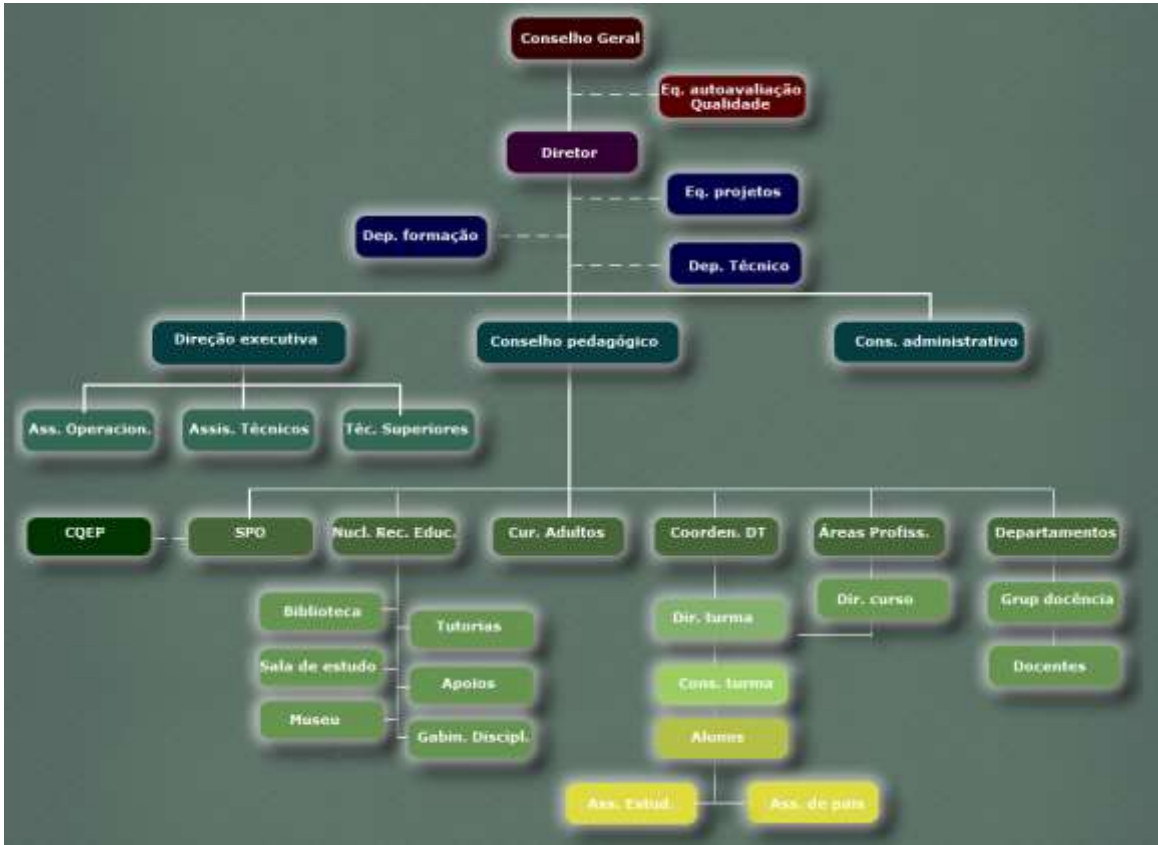 Conselho Geral
Eq. autoavaliação
Qualidade
Diretor
Eq. projetos
Dep. formação
Dep. Técnico
Direção executiva
Conselho pedagógico
Cons. administrativo
Ass. Operacion.
Assis. Técnicos
Téc. Superiores
CQEP
SPO
Nucl. Rec. Educ.
Cur. Adultos
Coorden. DT
Áreas Profiss.
Departamentos
Biblioteca
Tutorias
Dir. turma
Dir. curso
Grup docência
Sala de estudo
Apoios
Cons. turma
Docentes
Museu
Gabin. Discipl.
Alunos
Ass. Estud.
Ass. de pais